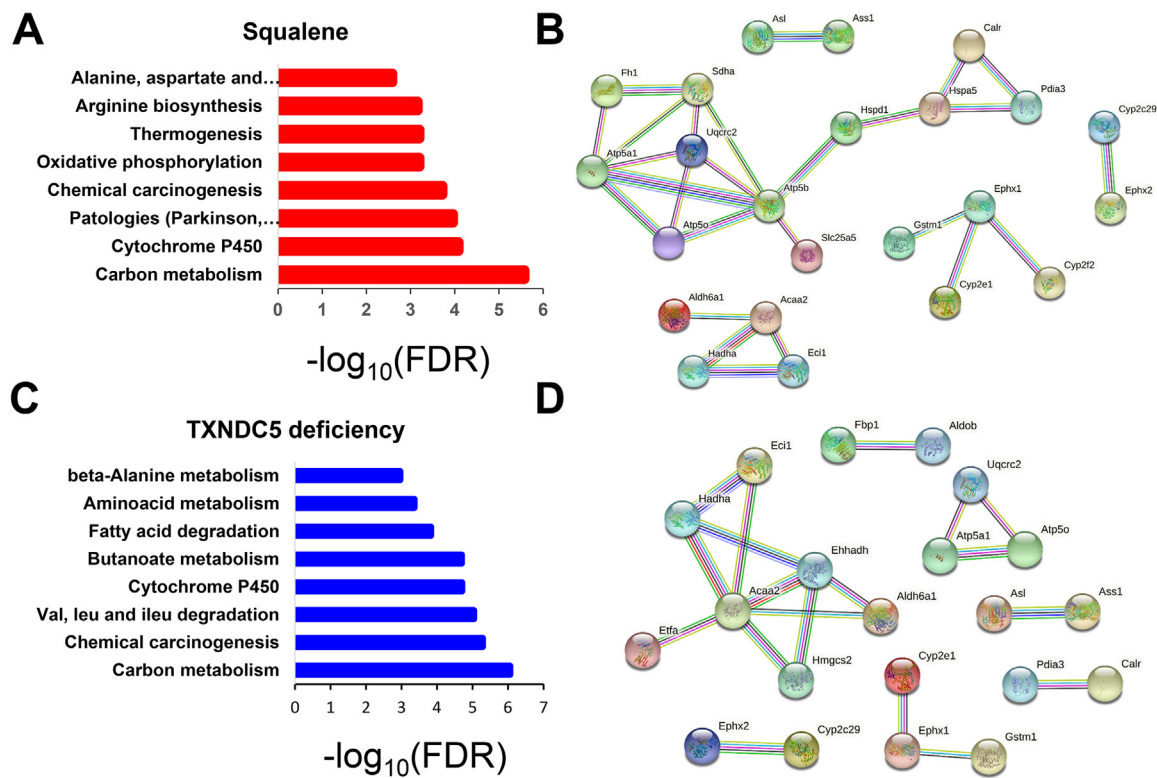 A
Squalene
Alanine, aspartate and…
Arginine biosynthesis
Thermogenesis
Oxidative phosphorylation
Chemical carcinogenesis
Patologies (Parkinson,…
Cytochrome P450
Carbon metabolism
0 1 2 3 4 5 6
-log10(FDR)
B
Asl
Ass1
Calr
Fh1
Sdha
Hspa5
Pdia3
Hspd1
Cyp2c29
Uqcrc2
Atp5a1
Atp5b
Ephx1
Ephx2
Gstm1
Atp5o
Slc25a5
Cyp2f2
Cyp2e1
Aldh6a1
Acaa2
Hadha
Eci1
C
TXNDC5 deficiency
beta-Alanine metabolism
Aminoacid metabolism
Fatty acid degradation
Butanoate metabolism
Cytochrome P450
Val, leu and ileu degradation
Chemical carcinogenesis
Carbon metabolism
0 1 2 3 4 5 6 7
-log10(FDR)
D
Fbp1
Aldob
Eci1
Uqcrc2
Hadha
Atp5a1
Atp5o
Ehhadh
Acaa2
Aldh6a1
Asl
Ass1
Etfa
Hmgcs2
Cyp2e1
Pdia3
Calr
Ephx2
Cyp2c29
Ephx1
Gstm1